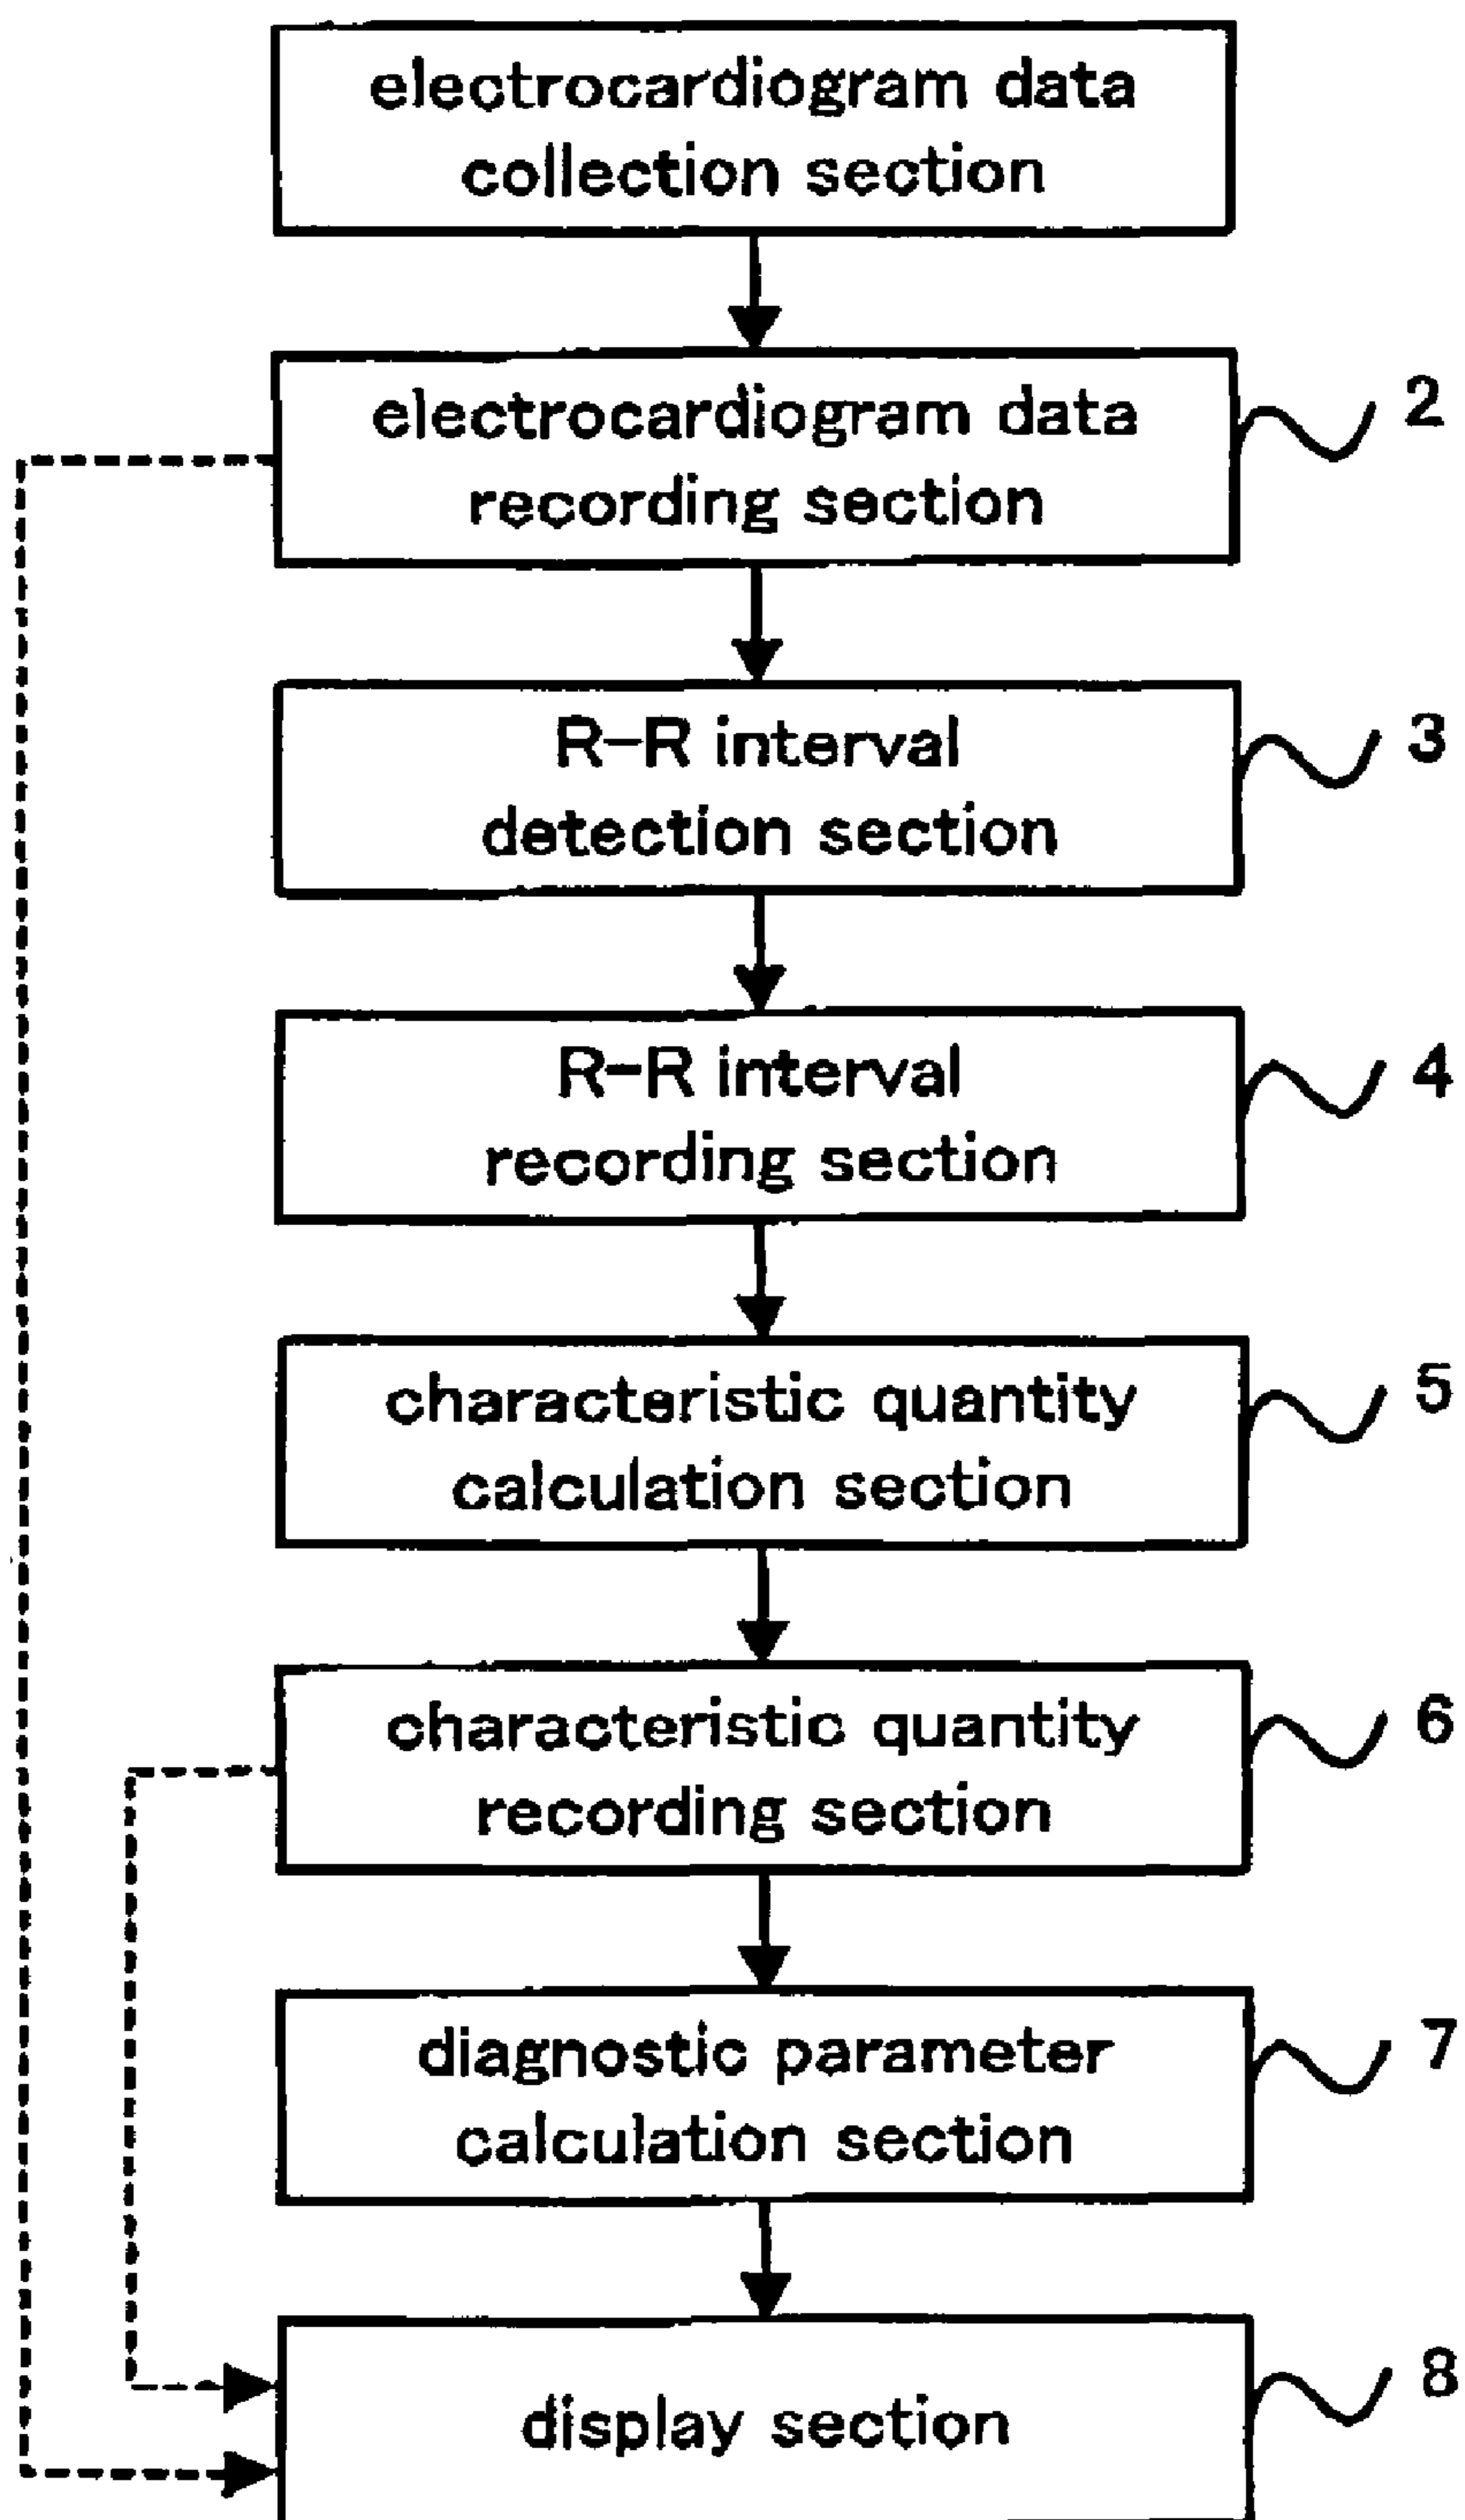 electrocardiogram data
collection section
electrocardiogram data
recording section
2
R-R interval
detection section
3
R-R interval
recording section
4
characteristic quantity
calculation section
5
characteristic quantity
recording section
6
diagnostic parameter
calculation section
7
display section
8